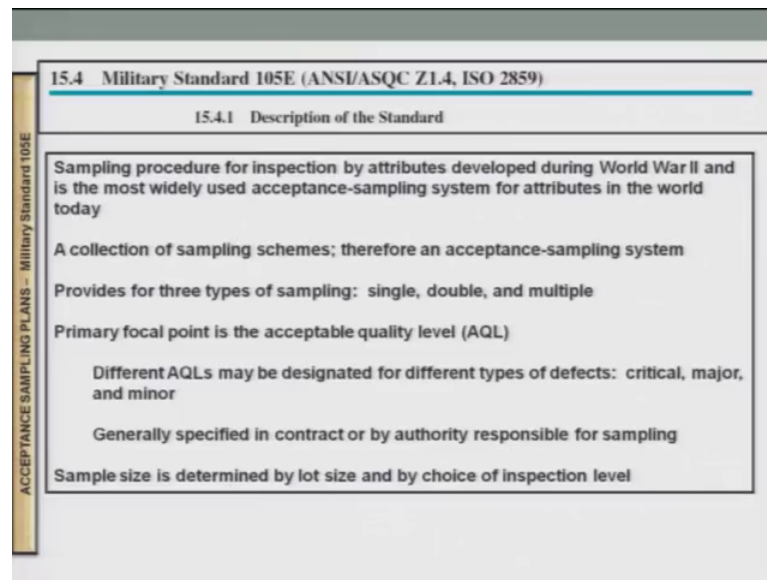 15.4 Military Standard 105E (ANSI/ASQC Z1.4, ISO 2859)
15.4.1 Description of the Standard
ACCEPTANCE SAMPLING PLANS – Military Standard 105E
Sampling procedure for inspection by attributes developed during World War II and
is the most widely used acceptance-sampling system for attributes in the world
today
A collection of sampling schemes; therefore an acceptance-sampling system
Provides for three types of sampling: single, double, and multiple
Primary focal point is the acceptable quality level (AQL)
Different AQLs may be designated for different types of defects: critical, major,
and minor
Generally specified in contract or by authority responsible for sampling
Sample size is determined by lot size and by choice of inspection level